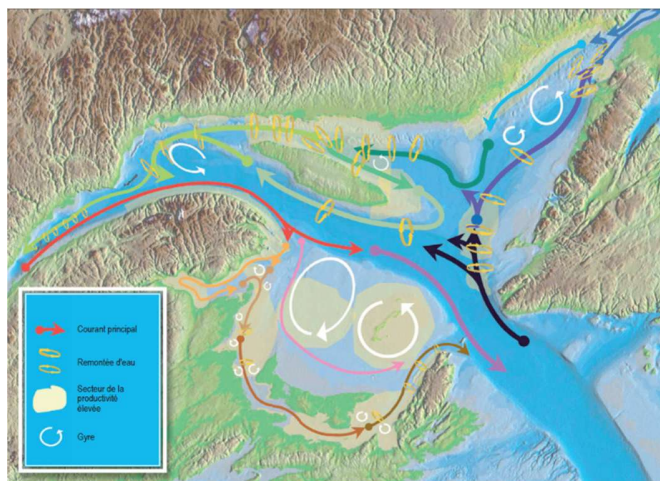 Courant principal
Remontée d'eau
Secteur de la
productivité
élevée
Gyre